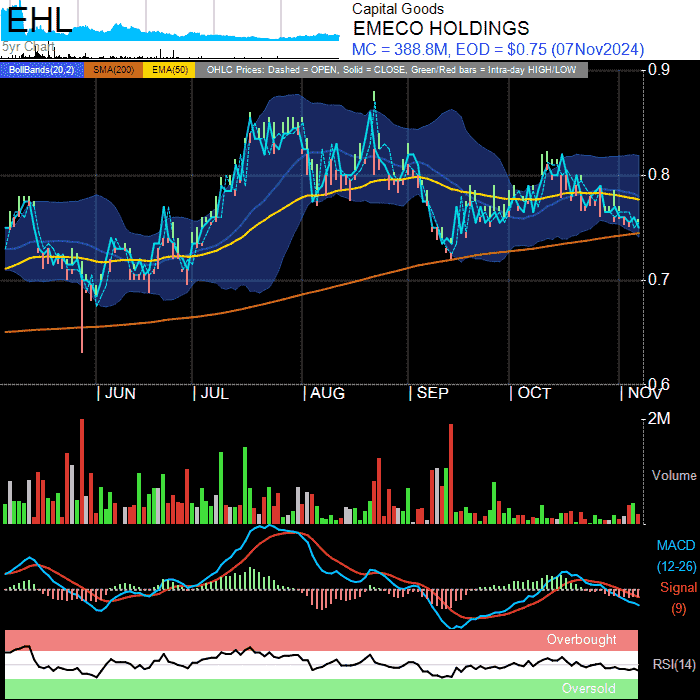 EHL
5yr Chart
Capital Goods
EMECO HOLDINGS
MC = 388.8M, EOD = $0.75 (07Nov2024)
BollBands(20,2) SMA(200) EMA(50) OHLC Prices: Dashed = OPEN, Solid = CLOSE, Green/Red bars = Intra-day HIGH/LOW
0.9
0.8
0.7
0.6
JUN JUL AUG SEP OCT NOV
2M
Volume
MACD
(12-26)
Signal
(9)
Overbought
RSI(14)
Oversold